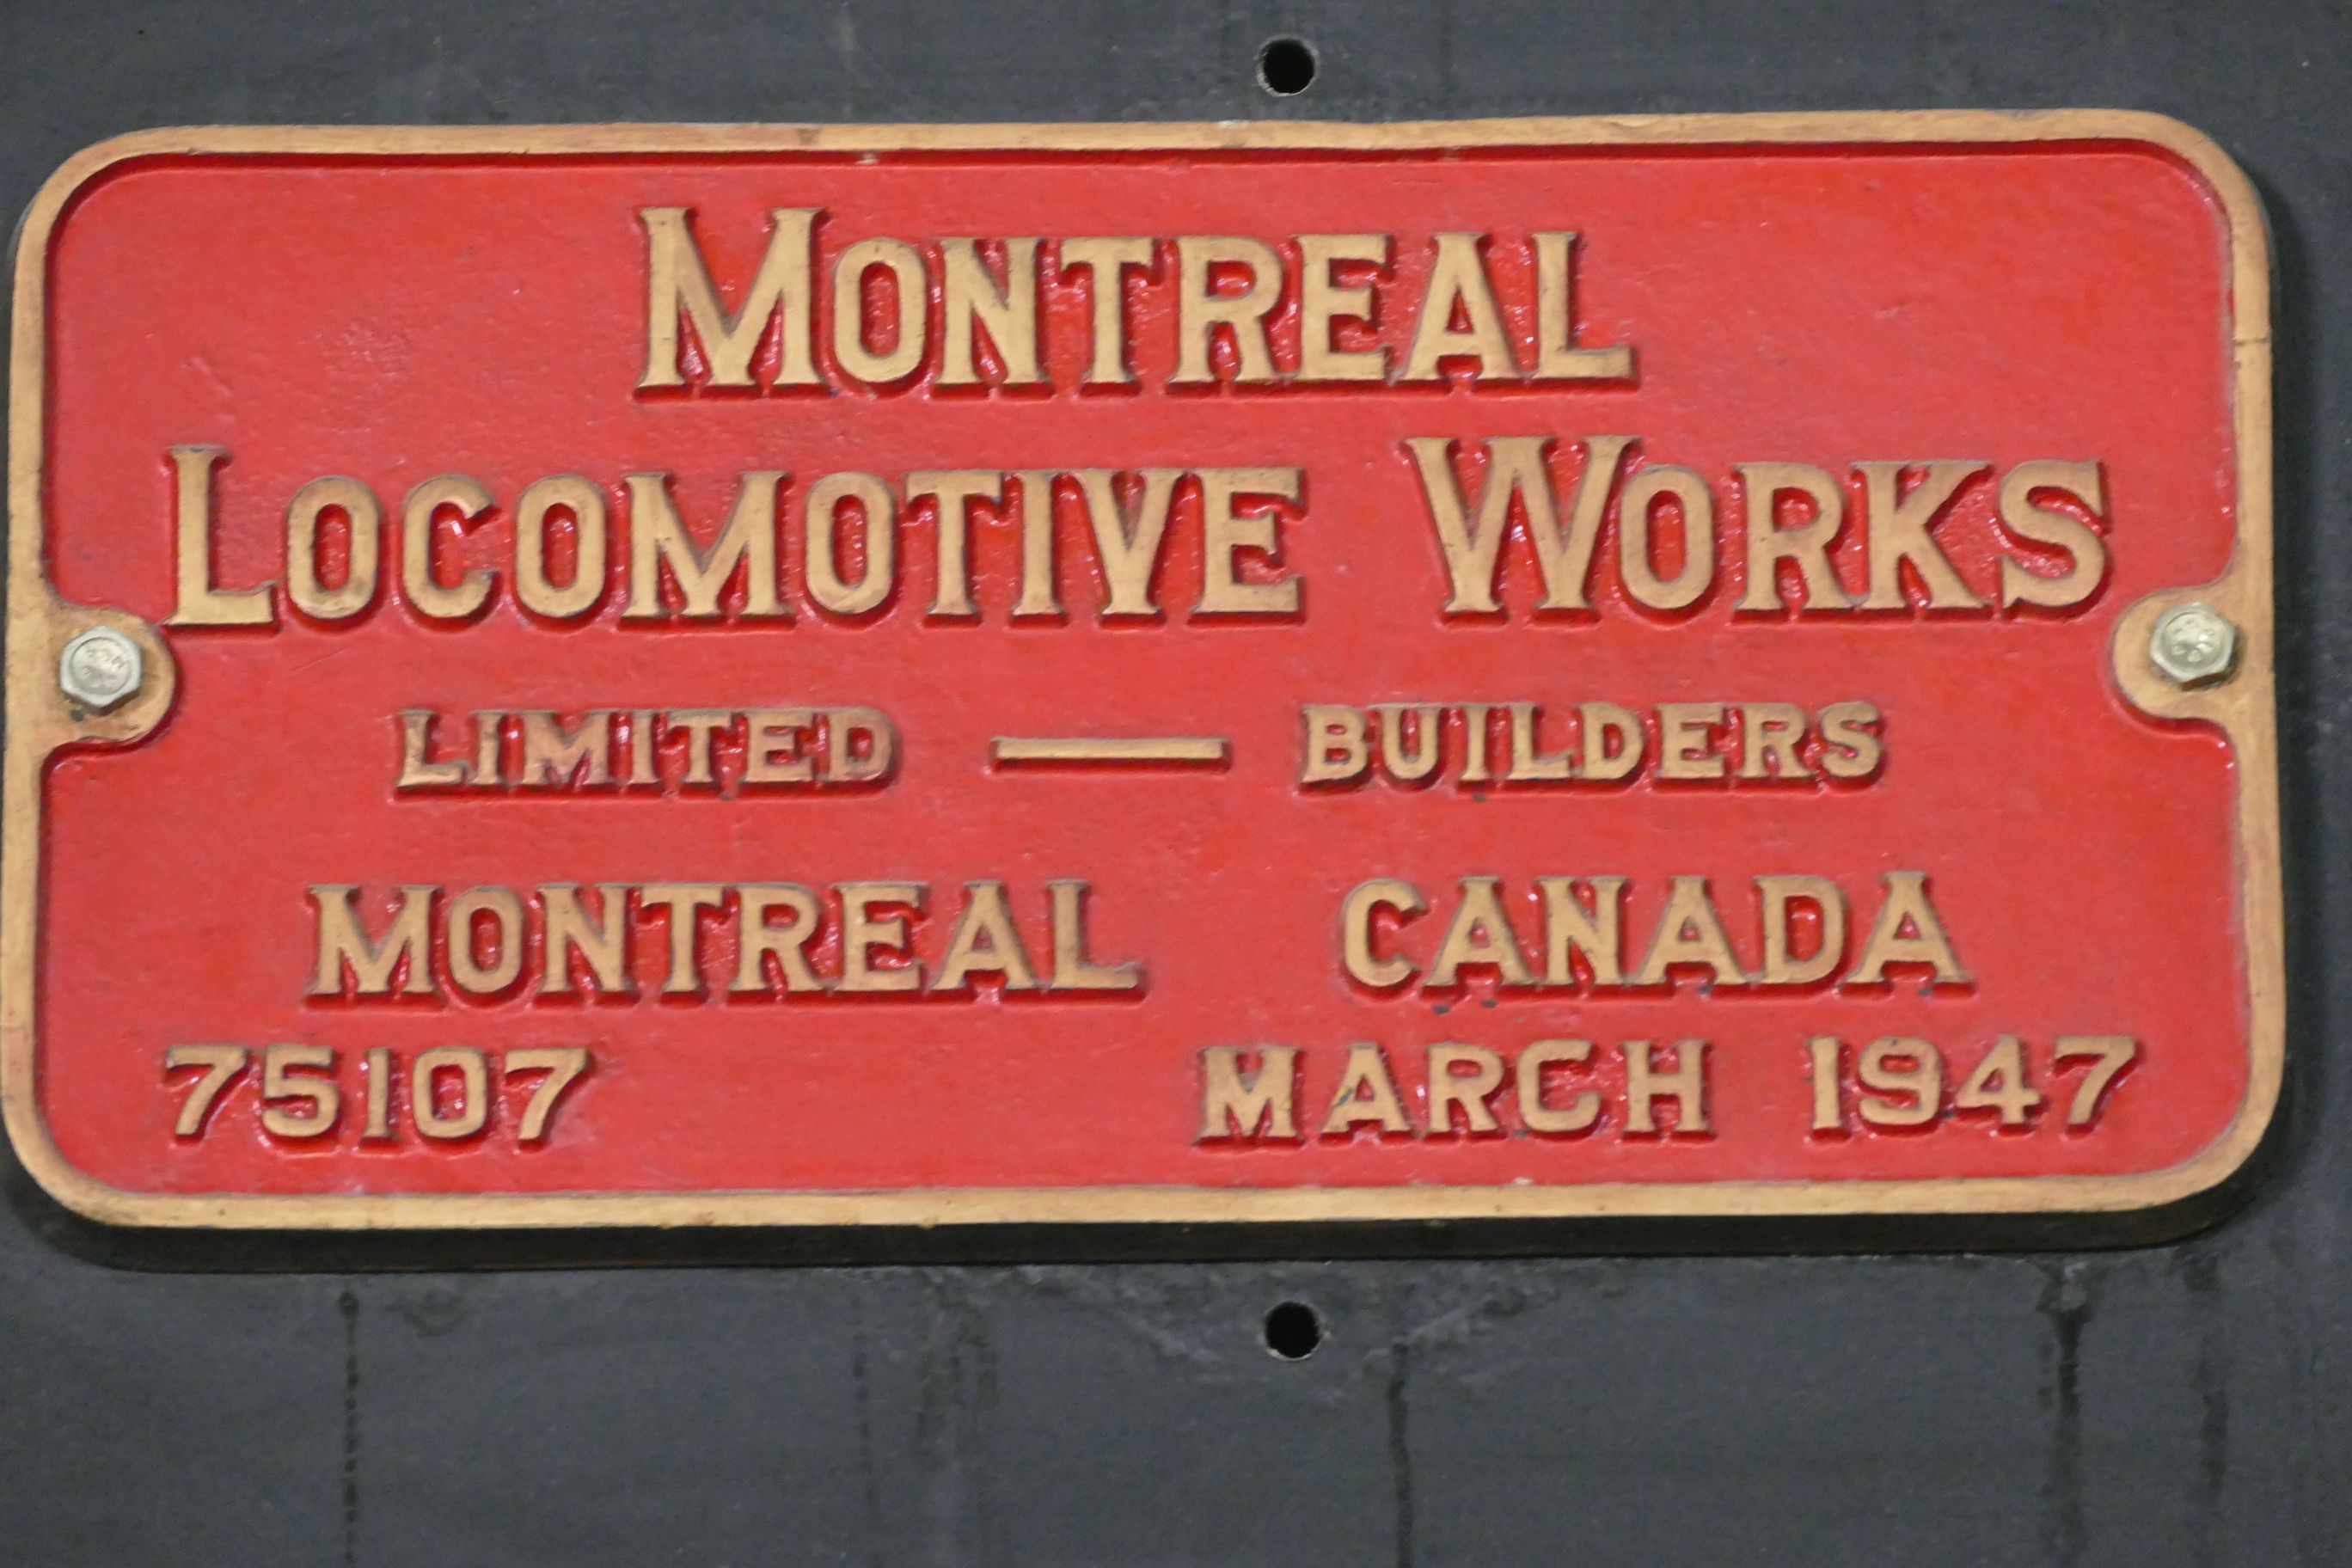 MONTREAL
LOCOMOTIVE WORKS
LIMITED — BUILDERS
MONTREAL CANADA
75107 MARCH 1947